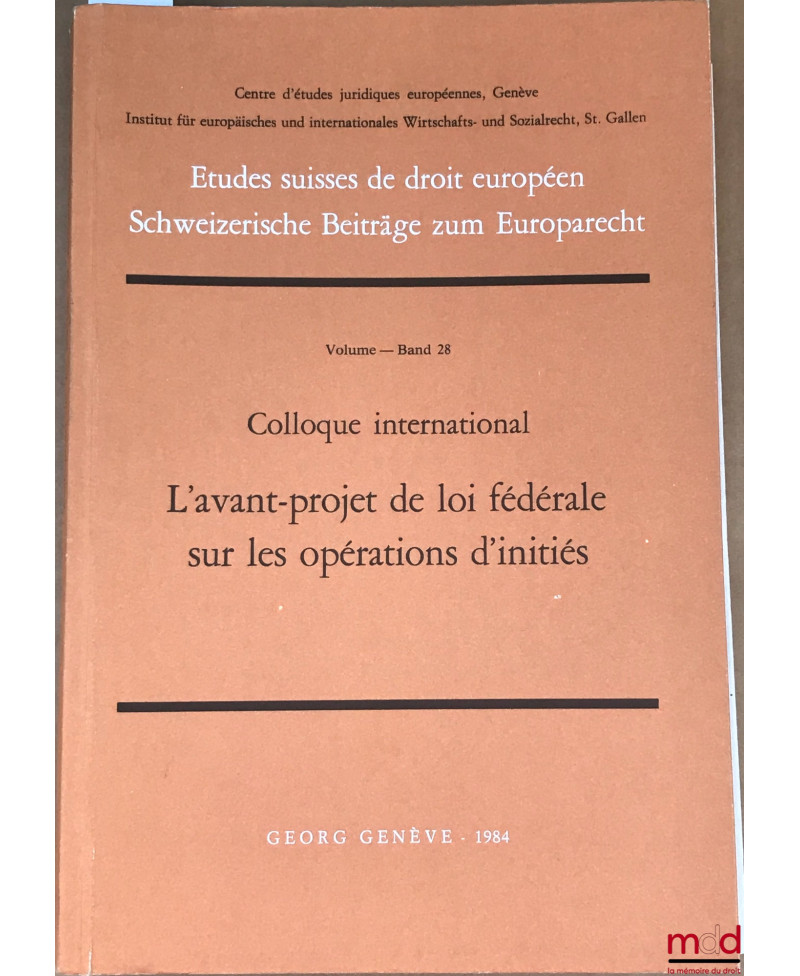 Centre d'études juridiques européennes, Genève
Institut für europäisches und internationales Wirtschafts- und Sozialrecht, St. Gallen
Etudes suisses de droit européen
Schweizerische Beiträge zum Europarecht
Volume — Band 28
Colloque international
L'avant-projet de loi fédérale
sur les opérations d'initiés
GEORG GENÈVE - 1984
mdd
la mémoire du droit